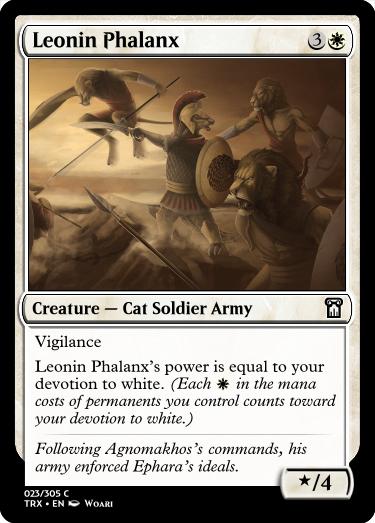 Leonin Phalanx 3
Creature — Cat Soldier Army
Vigilance
Leonin Phalanx's power is equal to your
devotion to white. (Each in the mana
costs of permanents you control counts toward
your devotion to white.)
Following Agnomakhos's commands, his
army enforced Ephara's ideals.
★/4
023/305 C
TRX • EN Woari